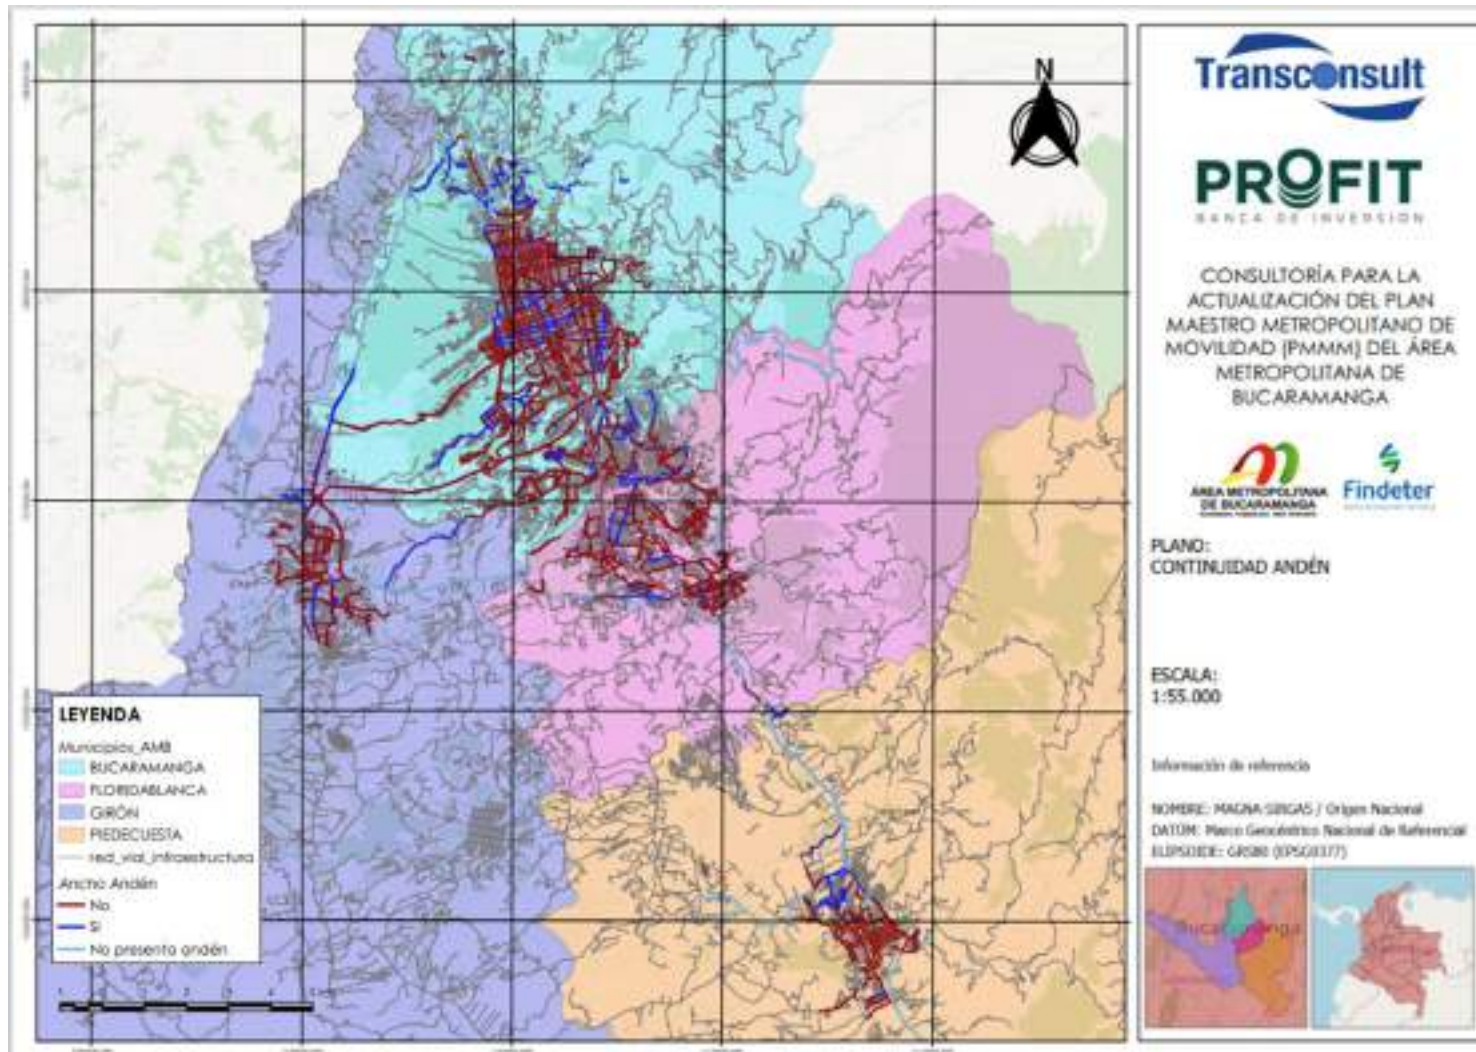 N
Transconsult
PROFIT
BANCA DE INVERSIÓN
CONSULTORÍA PARA LA
ACTUALIZACIÓN DEL PLAN
MAESTRO METROPOLITANO DE
MOVILIDAD (PMMM) DEL ÁREA
METROPOLITANA DE
BUCARAMANGA
ÁREA METROPOLITANA
DE BUCARAMANGA
Findeter
PLANO:
CONTINUIDAD ANDÉN
ESCALA:
1:55.000
Información de referencia
NOMBRE: MAGNA-SIRGAS / Origen Nacional
DATUM: Marco Geocéntrico Nacional de Referencial
ELIPSOIDE: GRS80
Bucaramanga
LEYENDA
Municipios_AMB
BUCARAMANGA
FLORIDABLANCA
GIRÓN
PIEDECUESTA
red_vial_infraestructura
Ancho Andén
No
Si
No presenta andén